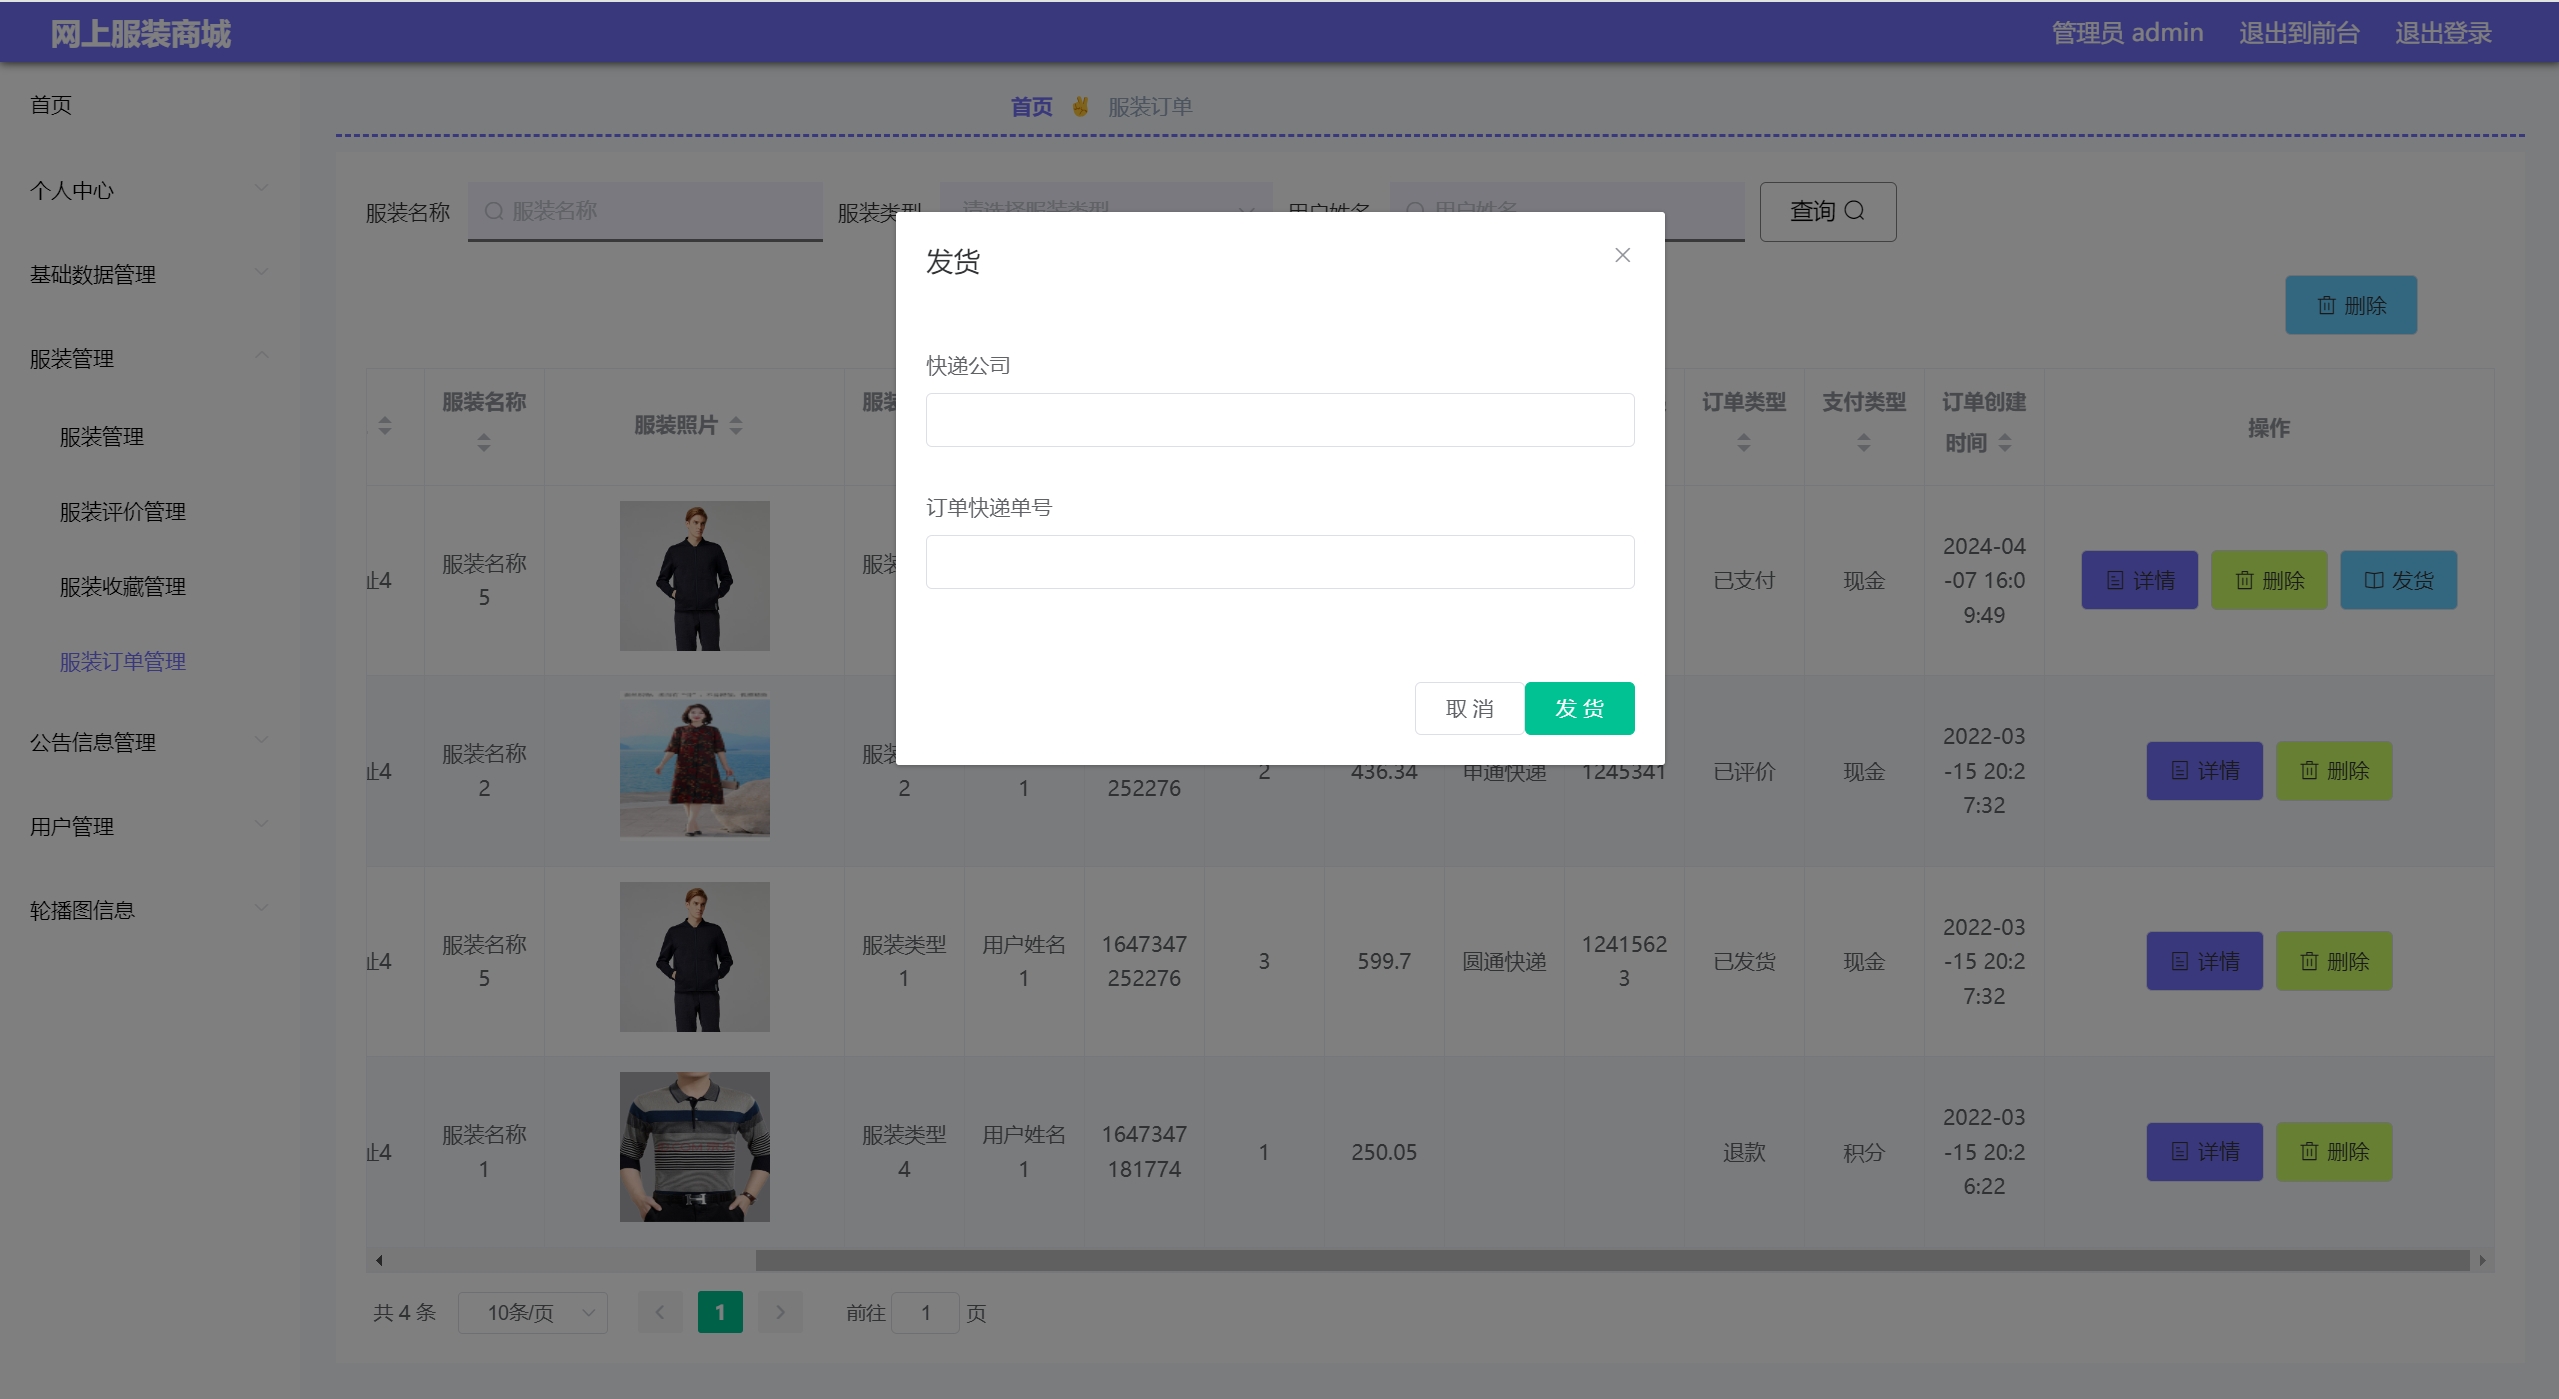 网上服装商城
管理员 admin 退出到前台 退出登录
首页
个人中心
基础数据管理
服装管理
服装管理
服装评价管理
服装收藏管理
服装订单管理
公告信息管理
用户管理
轮播图信息
首页 ✌ 服装订单
服装名称 服装名称 服装类型 请选择服装类型 用户姓名 用户姓名 查询
删除
发货
快递公司
订单快递单号
取 消 发 货
服装名称 服装照片 订单类型 支付类型 订单创建时间 操作
址4 服装名称5 已支付 现金 2024-04-07 16:09:49 详情 删除 发货
址4 服装名称2 2 1 252276 2 436.34 申通快递 1245341 已评价 现金 2022-03-15 20:27:32 详情 删除
址4 服装名称5 服装类型1 用户姓名1 1647347252276 3 599.7 圆通快递 12415623 已发货 现金 2022-03-15 20:27:32 详情 删除
址4 服装名称1 服装类型4 用户姓名1 1647347181774 1 250.05 退款 积分 2022-03-15 20:26:22 详情 删除
共 4 条 10条/页 1 前往 1 页